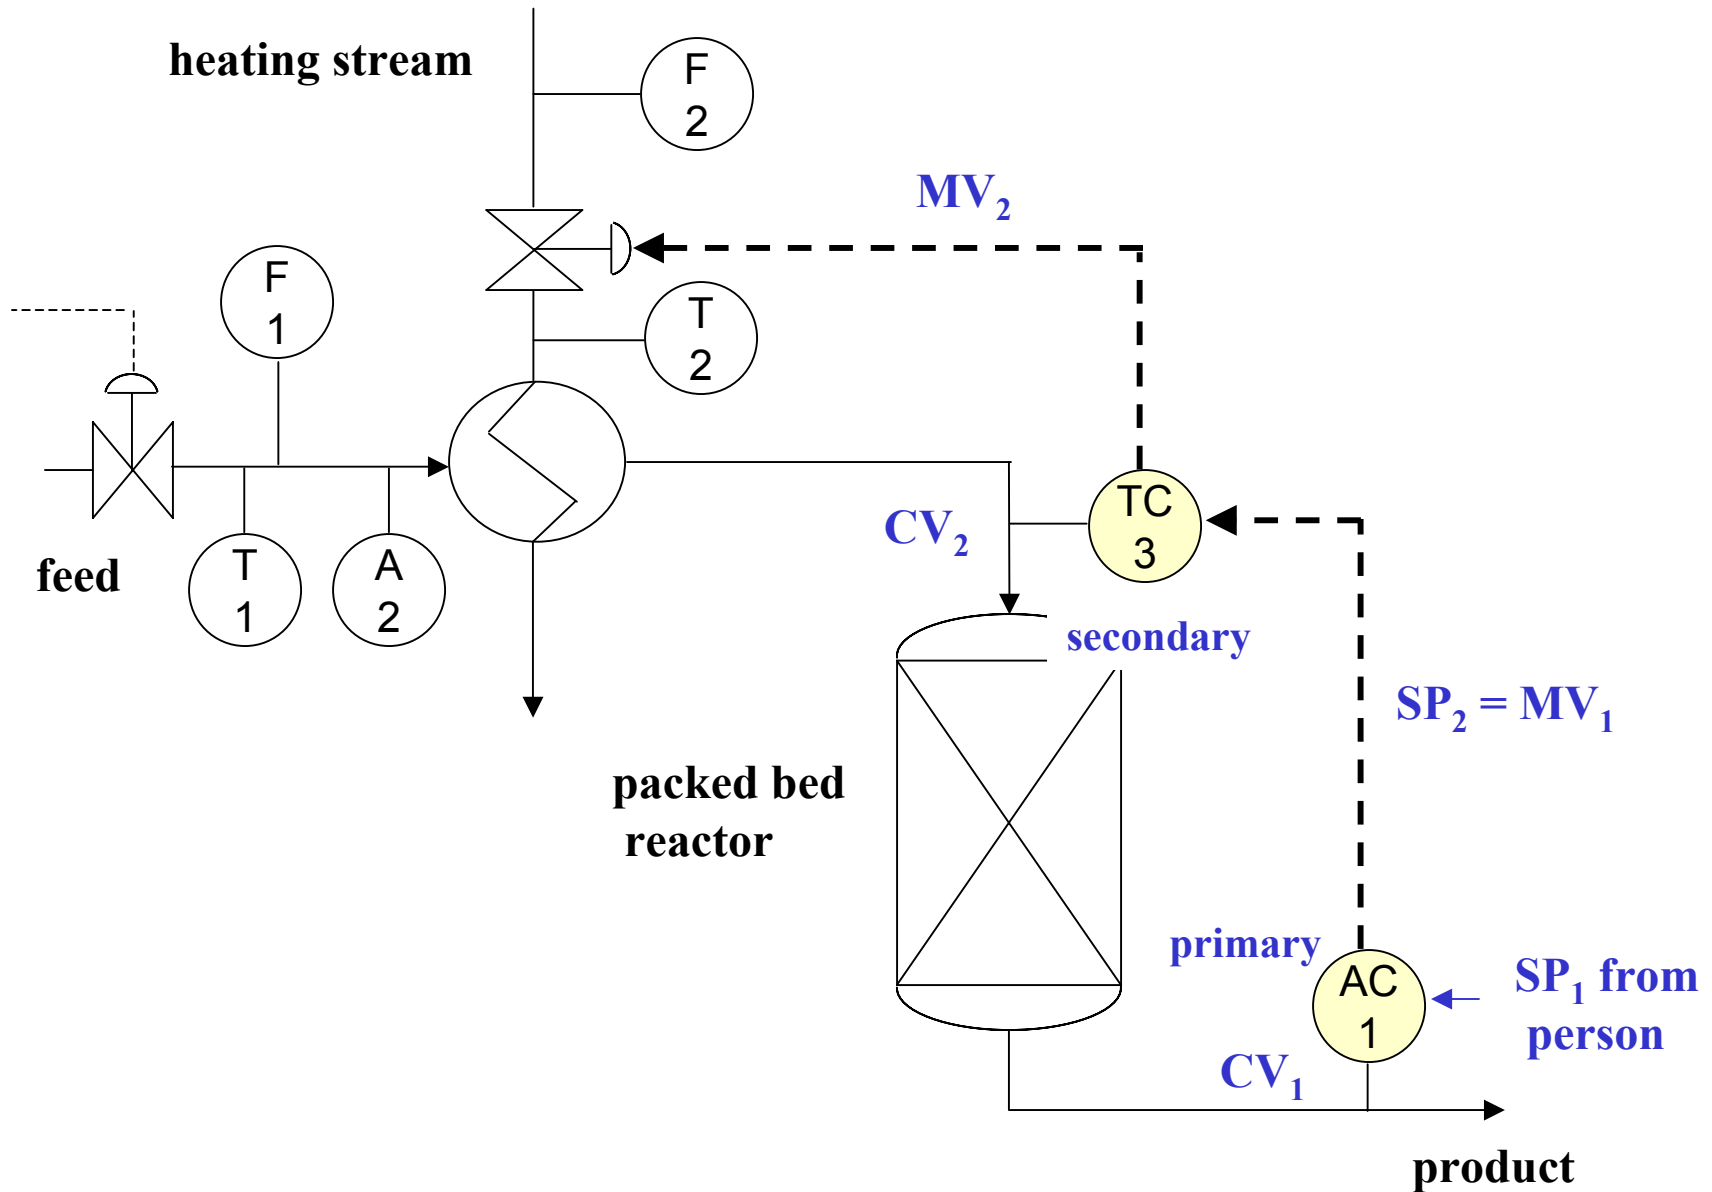 heating stream
F
2
MV₂
F
1
T
2
TC
3
CV₂
feed
T
1
A
2
secondary
SP₂ = MV₁
packed bed
reactor
primary
AC
1
SP₁ from
person
CV₁
product